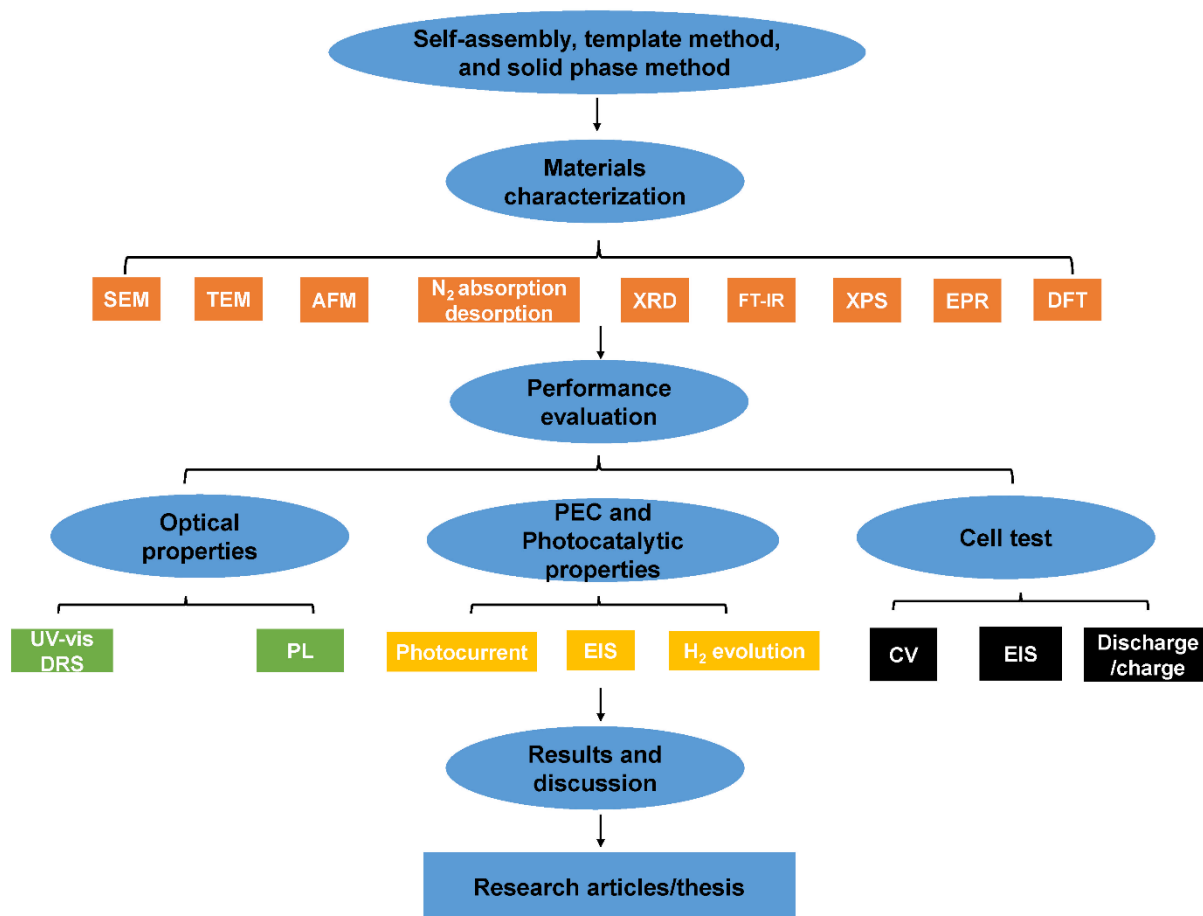 Self-assembly, template method,
and solid phase method
Materials
characterization
SEM
TEM
AFM
N₂ absorption
desorption
XRD
FT-IR
XPS
EPR
DFT
Performance
evaluation
Optical
properties
PEC and
Photocatalytic
properties
Cell test
UV-vis
DRS
PL
Photocurrent
EIS
H₂ evolution
CV
EIS
Discharge
/charge
Results and
discussion
Research articles/thesis